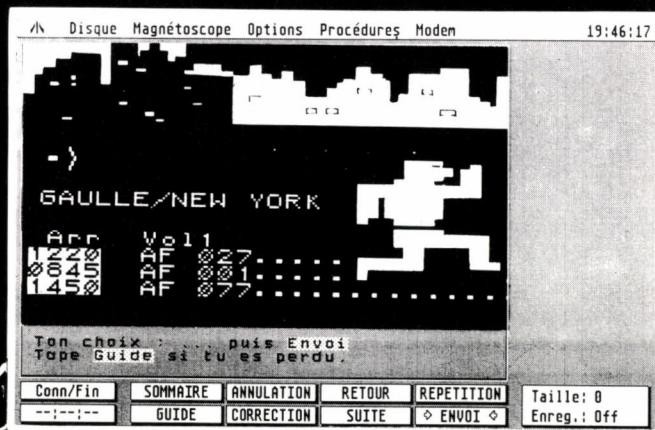 Disque Magnétoscope Options Procédures Modem 19:46:17
-〉
GAULLE/NEW YORK
Arr Vol1
1220 AF 027.....
0845 AF 001.....
1450 AF 077..............
Ton choix : ... puis Envoi
Tape Guide si tu es perdu.
Conn/Fin SOMMAIRE ANNULATION RETOUR REPETITION
--:--:-- GUIDE CORRECTION SUITE ◇ ENVOI ◇
Taille: 0
Enreg.: Off